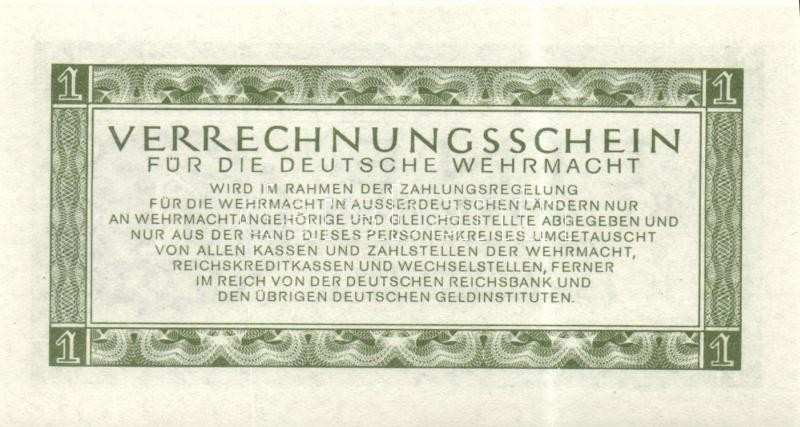 1 1
VERRECHNUNGSSCHEIN
FÜR DIE DEUTSCHE WEHRMACHT
WIRD IM RAHMEN DER ZAHLUNGSREGELUNG
FÜR DIE WEHRMACHT IN AUSSERDEUTSCHEN LÄNDERN NUR
AN WEHRMACHTANGEHÖRIGE UND GLEICHGESTELLTE ABGEGEBEN UND
NUR AUS DER HAND DIESES PERSONENKREISES UMGETAUSCHT
VON ALLEN KASSEN UND ZAHLSTELLEN DER WEHRMACHT,
REICHSKREDITKASSEN UND WECHSELSTELLEN, FERNER
IM REICH VON DER DEUTSCHEN REICHSBANK UND
DEN ÜBRIGEN DEUTSCHEN GELDINSTITUTEN.
1 1